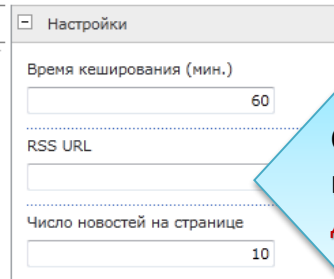 Настройки
Время кеширования (мин.)
60
RSS URL
Число новостей на странице
10